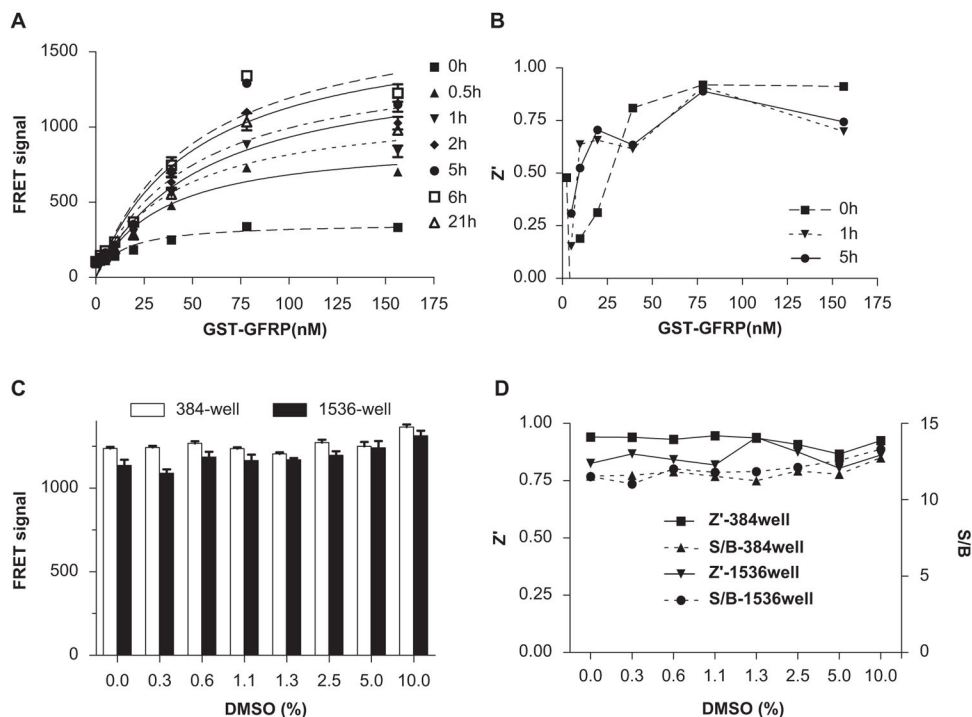 A
FRET signal
1500
1000
500
0
0 25 50 75 100 125 150 175
GST-GFRP(nM)
0h
0.5h
1h
2h
5h
6h
21h
B
Z'
1.00
0.75
0.50
0.25
0.00
0 25 50 75 100 125 150 175
GST-GFRP(nM)
0h
1h
5h
C
384-well 1536-well
FRET signal
1250
1250
0
0.0 0.3 0.6 1.1 1.3 2.5 5.0 10.0
DMSO (%)
D
Z'
1.00
0.75
0.50
0.25
0.00
15
10
5
0
S/B
Z'-384well
S/B-384well
Z'-1536well
S/B-1536well
0.0 0.3 0.6 1.1 1.3 2.5 5.0 10.0
DMSO (%)